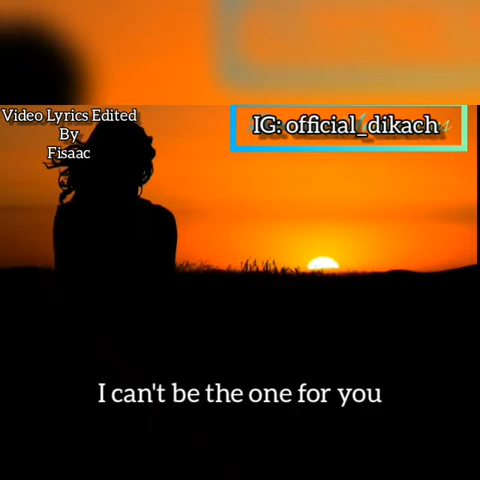 Video Lyrics Edited
By
Fisaac
IG: official_dikach
I can't be the one for you